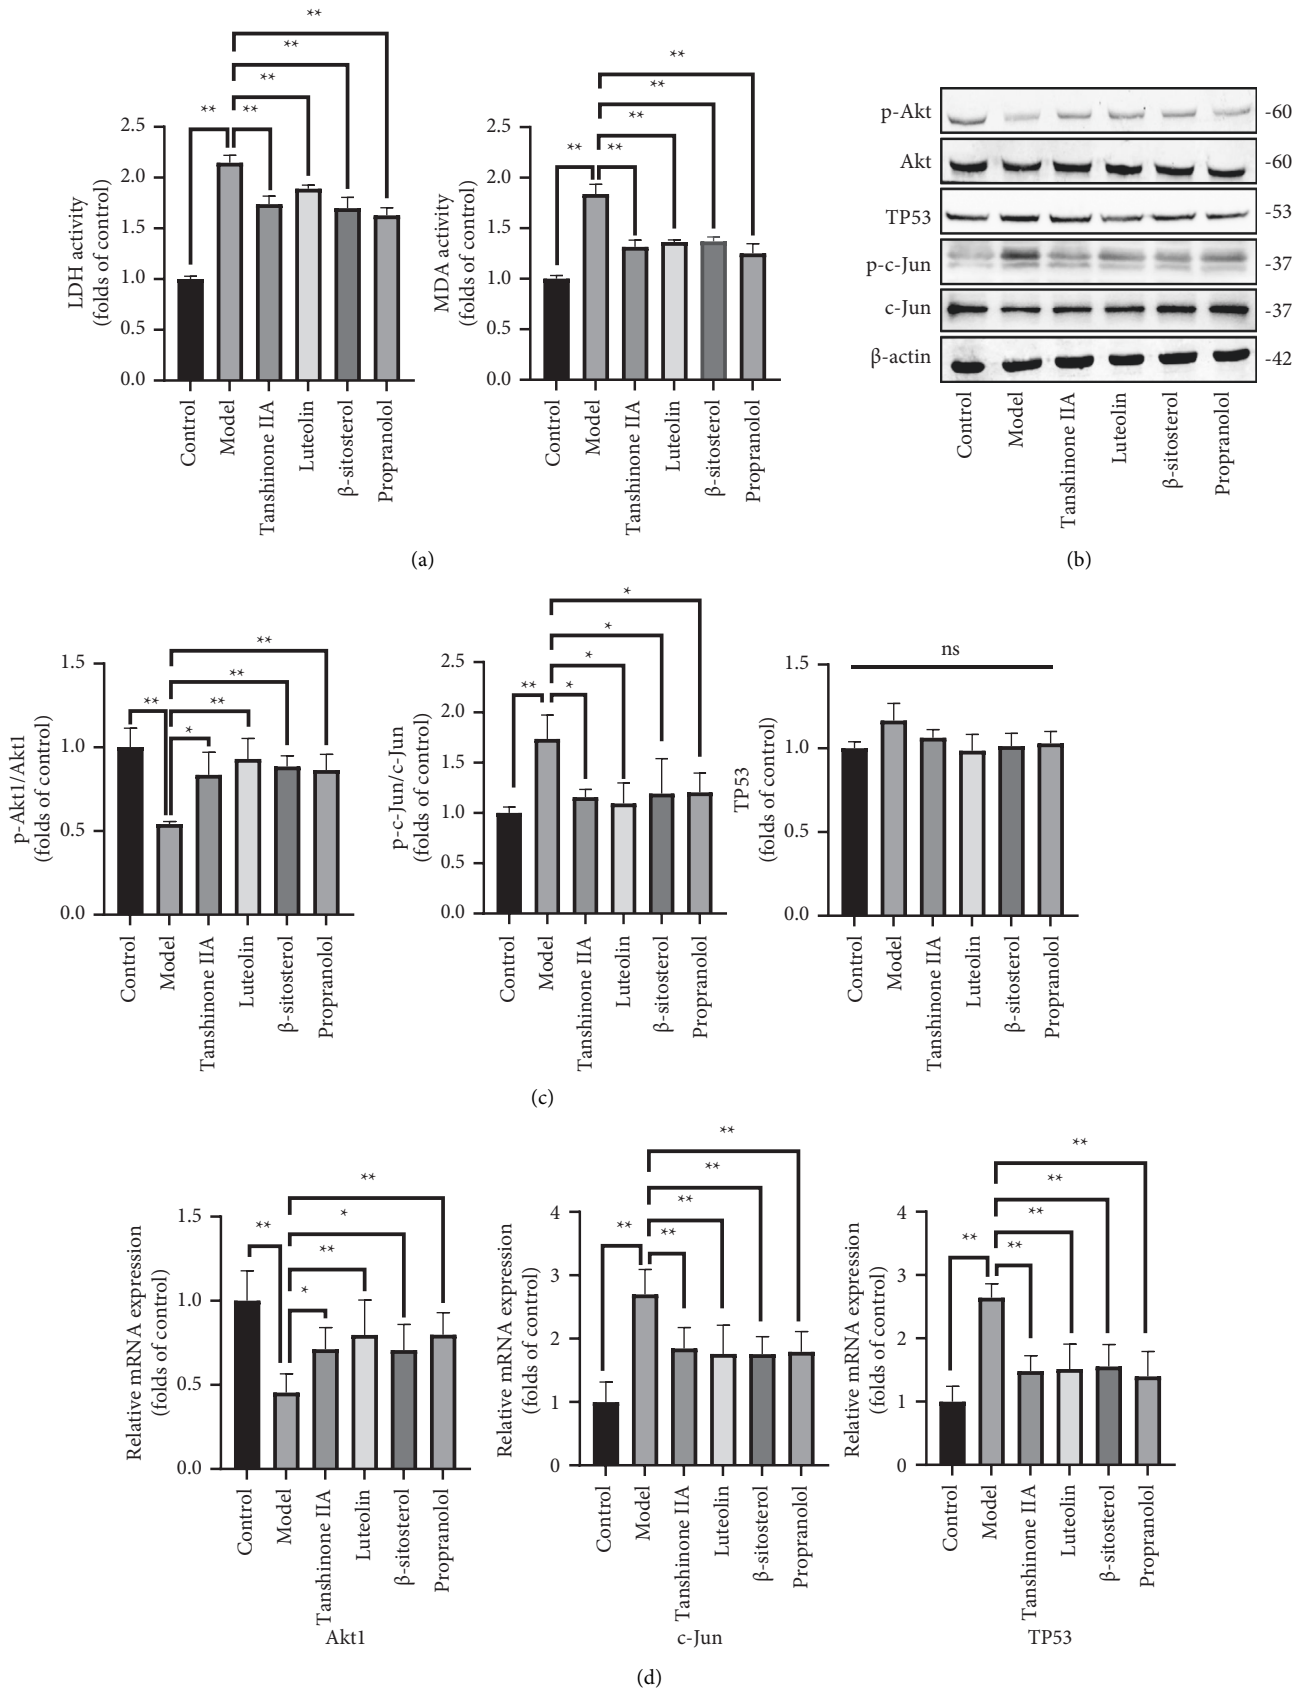 **
**
**
** **
LDH activity
(folds of control)
2.5
2.0
1.5
1.0
0.5
0.0
Control
Model
Tanshinone IIA
Luteolin
β-sitosterol
Propranolol
**
**
**
** **
MDA activity
(folds of control)
2.5
2.0
1.5
1.0
0.5
0.0
Control
Model
Tanshinone IIA
Luteolin
β-sitosterol
Propranolol
(a)
p-Akt -60
Akt -60
TP53 -53
p-c-Jun -37
c-Jun -37
β-actin -42
Control
Model
Tanshinone IIA
Luteolin
β-sitosterol
Propranolol
(b)
**
**
** **
*
p-Akt1/Akt1
(folds of control)
1.5
1.0
0.5
0.0
Control
Model
Tanshinone IIA
Luteolin
β-sitosterol
Propranolol
*
*
*
** *
p-c-Jun/c-Jun
(folds of control)
2.5
2.0
1.5
1.0
0.5
0.0
Control
Model
Tanshinone IIA
Luteolin
β-sitosterol
Propranolol
ns
TP53
(folds of control)
1.5
1.0
0.5
0.0
Control
Model
Tanshinone IIA
Luteolin
β-sitosterol
Propranolol
(c)
**
*
** **
*
Relative mRNA expression
(folds of control)
1.5
1.0
0.5
0.0
Control
Model
Tanshinone IIA
Luteolin
β-sitosterol
Propranolol
Akt1
**
**
**
** **
Relative mRNA expression
(folds of control)
4
3
2
1
0
Control
Model
Tanshinone IIA
Luteolin
β-sitosterol
Propranolol
c-Jun
**
**
**
** **
Relative mRNA expression
(folds of control)
4
3
2
1
0
Control
Model
Tanshinone IIA
Luteolin
β-sitosterol
Propranolol
TP53
(d)